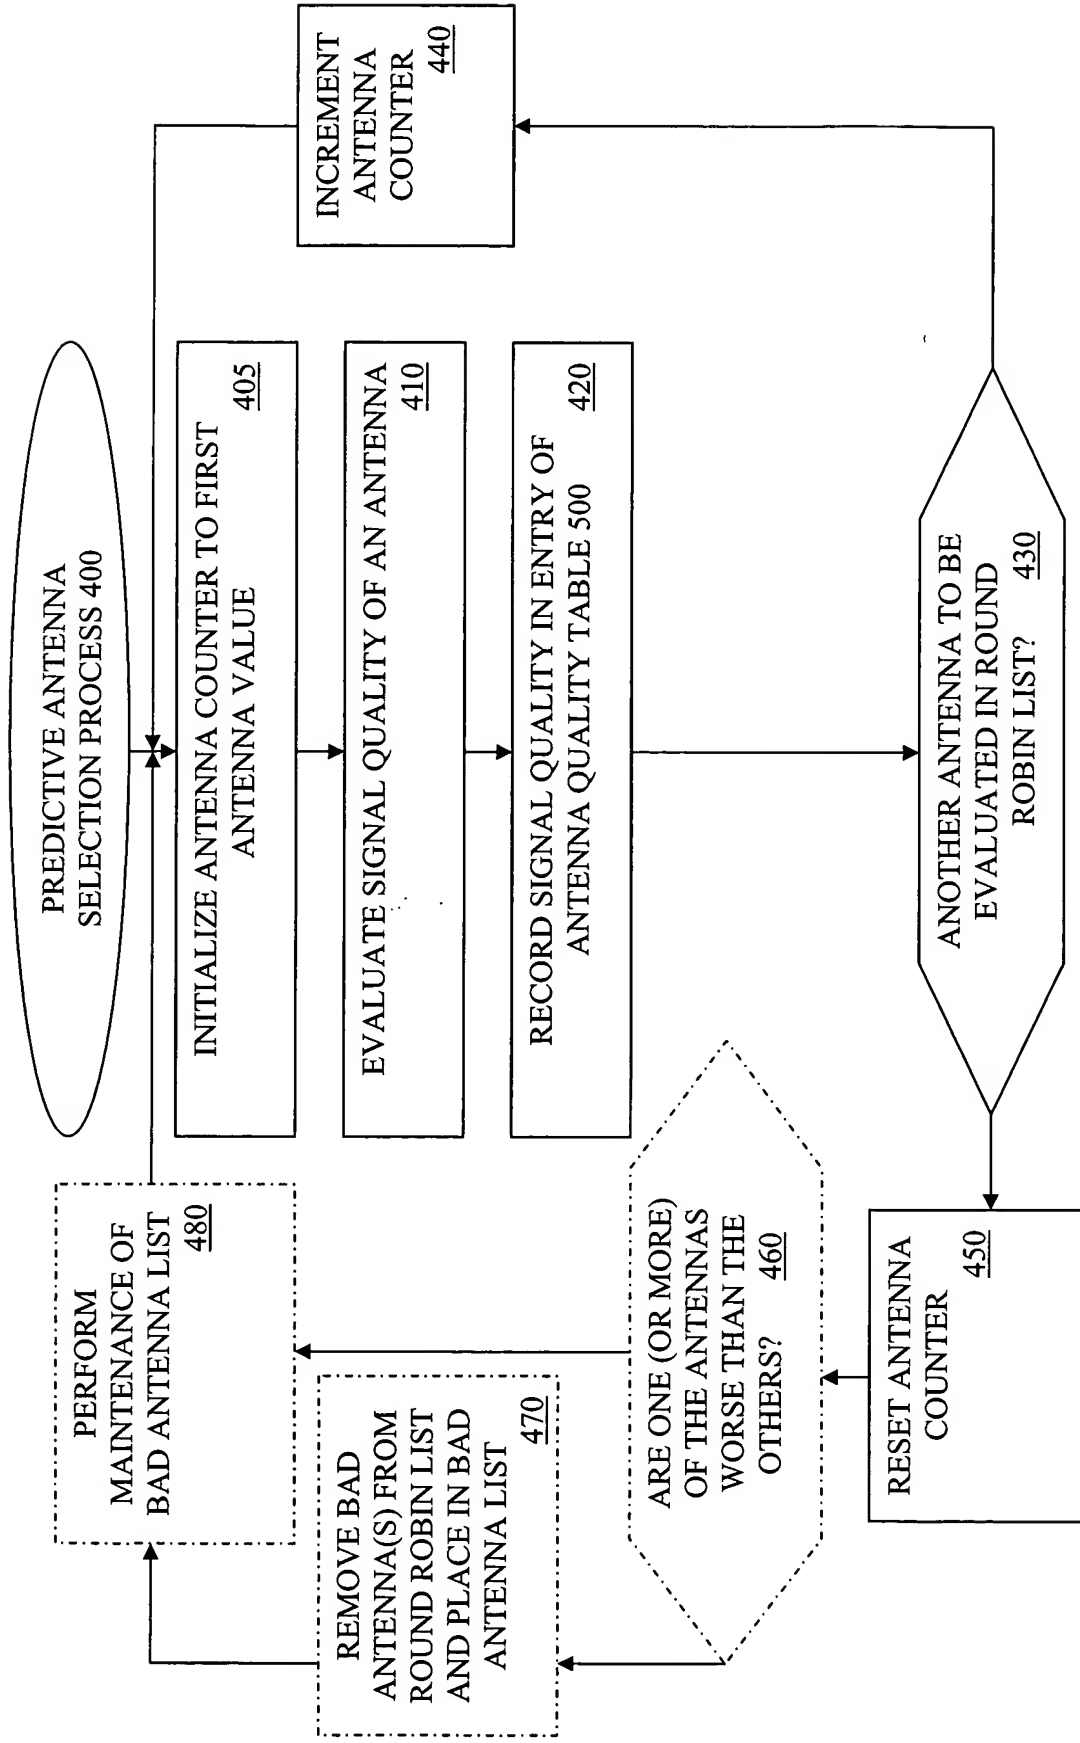 PREDICTIVE ANTENNA
SELECTION PROCESS 400
INITIALIZE ANTENNA COUNTER TO FIRST
ANTENNA VALUE
405
EVALUATE SIGNAL QUALITY OF AN ANTENNA
410
RECORD SIGNAL QUALITY IN ENTRY OF
ANTENNA QUALITY TABLE 500
420
ANOTHER ANTENNA TO BE
EVALUATED IN ROUND
ROBIN LIST?
430
INCREMENT
ANTENNA
COUNTER
440
RESET ANTENNA
COUNTER
450
ARE ONE (OR MORE)
OF THE ANTENNAS
WORSE THAN THE
OTHERS?
460
REMOVE BAD
ANTENNA(S) FROM
ROUND ROBIN LIST
AND PLACE IN BAD
ANTENNA LIST
470
PERFORM
MAINTENANCE OF
BAD ANTENNA LIST
480